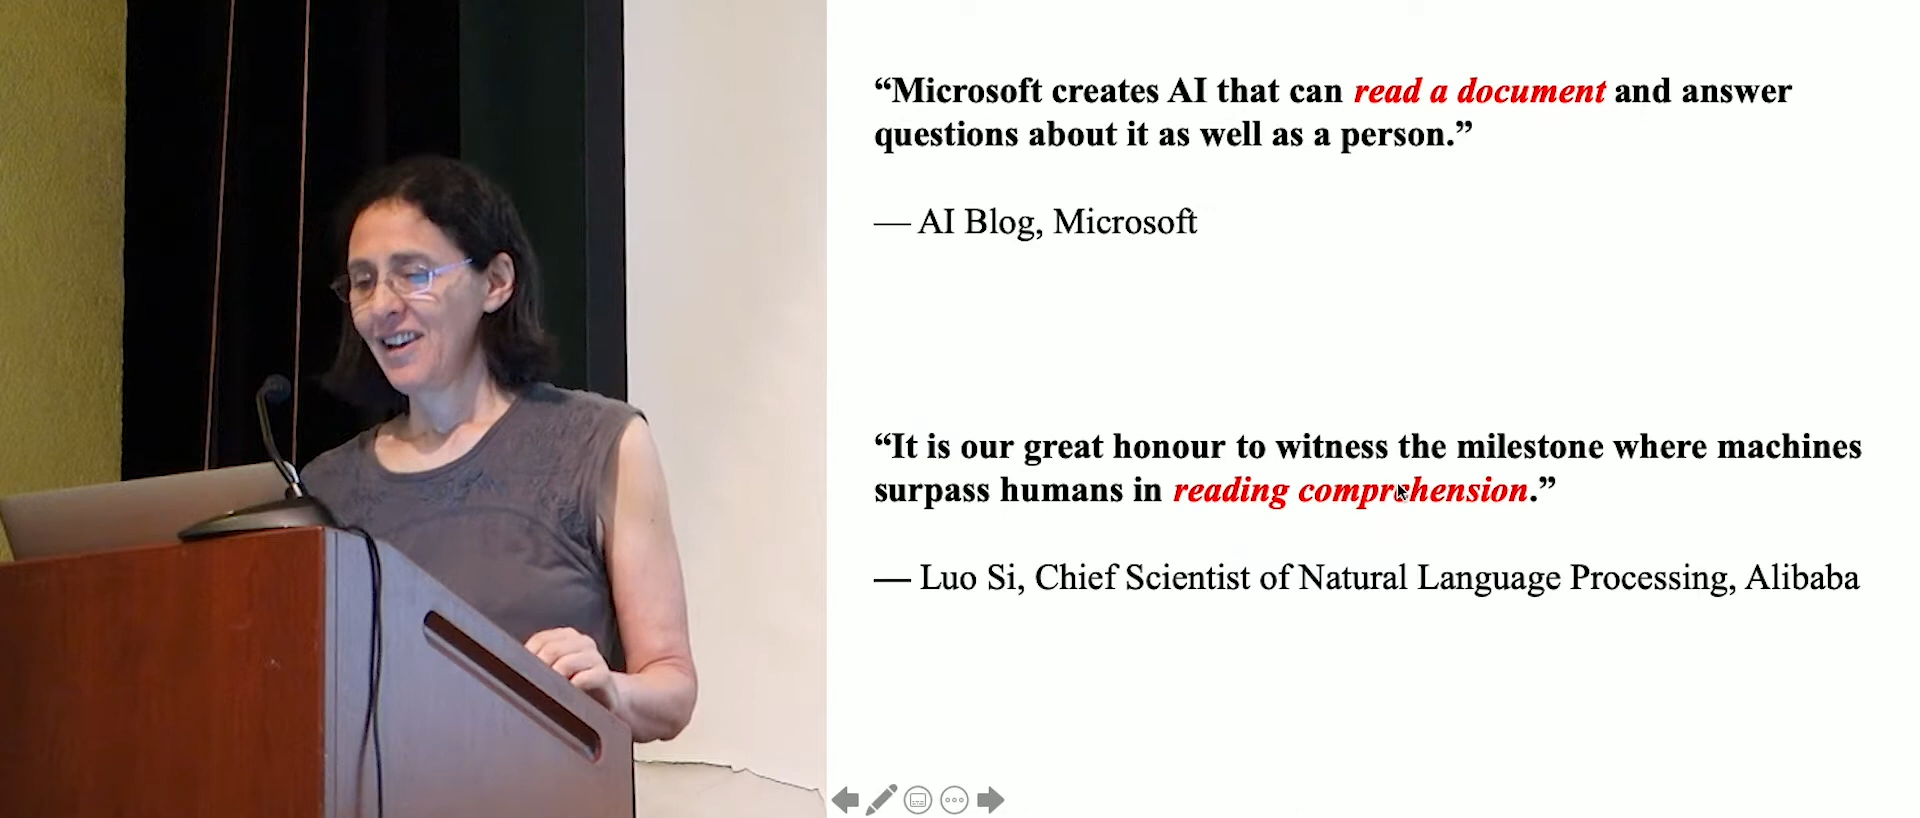 “Microsoft creates AI that can read a document and answer
questions about it as well as a person.”
— AI Blog, Microsoft
“It is our great honour to witness the milestone where machines
surpass humans in reading comprehension.”
— Luo Si, Chief Scientist of Natural Language Processing, Alibaba